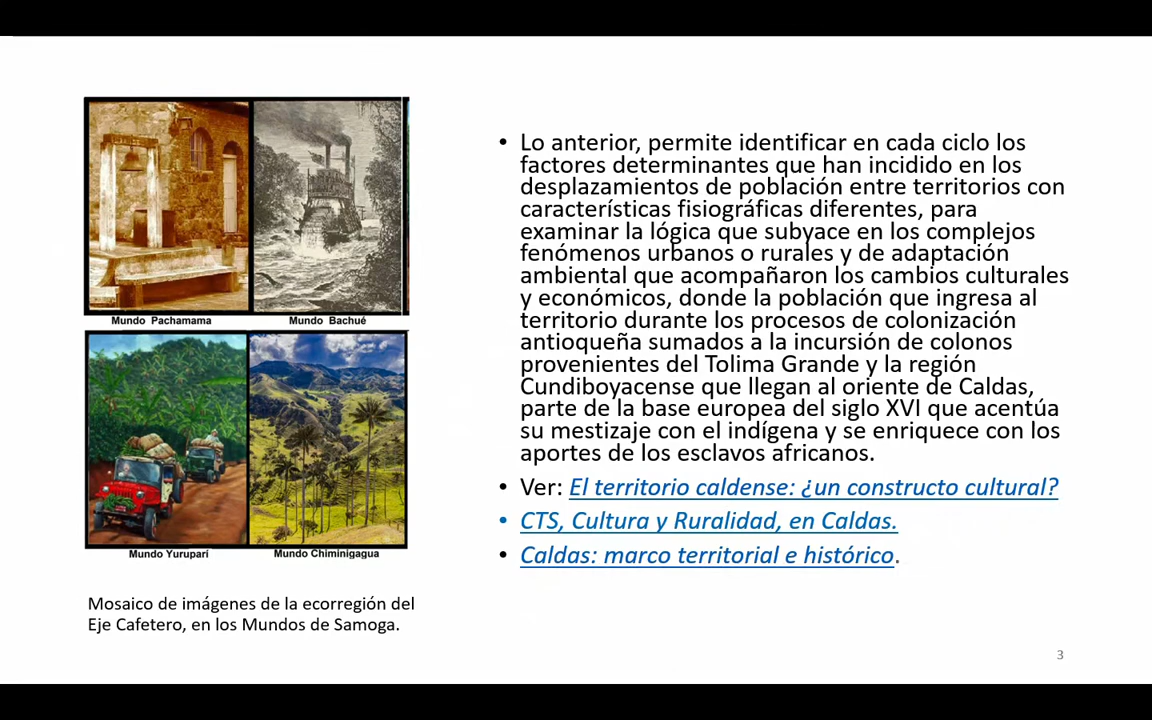 Mundo Pachamama
Mundo Bachué
Mundo Yuruparí
Mundo Chiminigagua
Mosaico de imágenes de la ecorregión del
Eje Cafetero, en los Mundos de Samoga.
• Lo anterior, permite identificar en cada ciclo los
factores determinantes que han incidido en los
desplazamientos de población entre territorios con
características fisiográficas diferentes, para
examinar la lógica que subyace en los complejos
fenómenos urbanos o rurales y de adaptación
ambiental que acompañaron los cambios culturales
y económicos, donde la población que ingresa al
territorio durante los procesos de colonización
antioqueña sumados a la incursión de colonos
provenientes del Tolima Grande y la región
Cundiboyacense que llegan al oriente de Caldas,
parte de la base europea del siglo XVI que acentúa
su mestizaje con el indígena y se enriquece con los
aportes de los esclavos africanos.
• Ver: El territorio caldense: ¿un constructo cultural?
• CTS, Cultura y Ruralidad, en Caldas.
• Caldas: marco territorial e histórico.
3